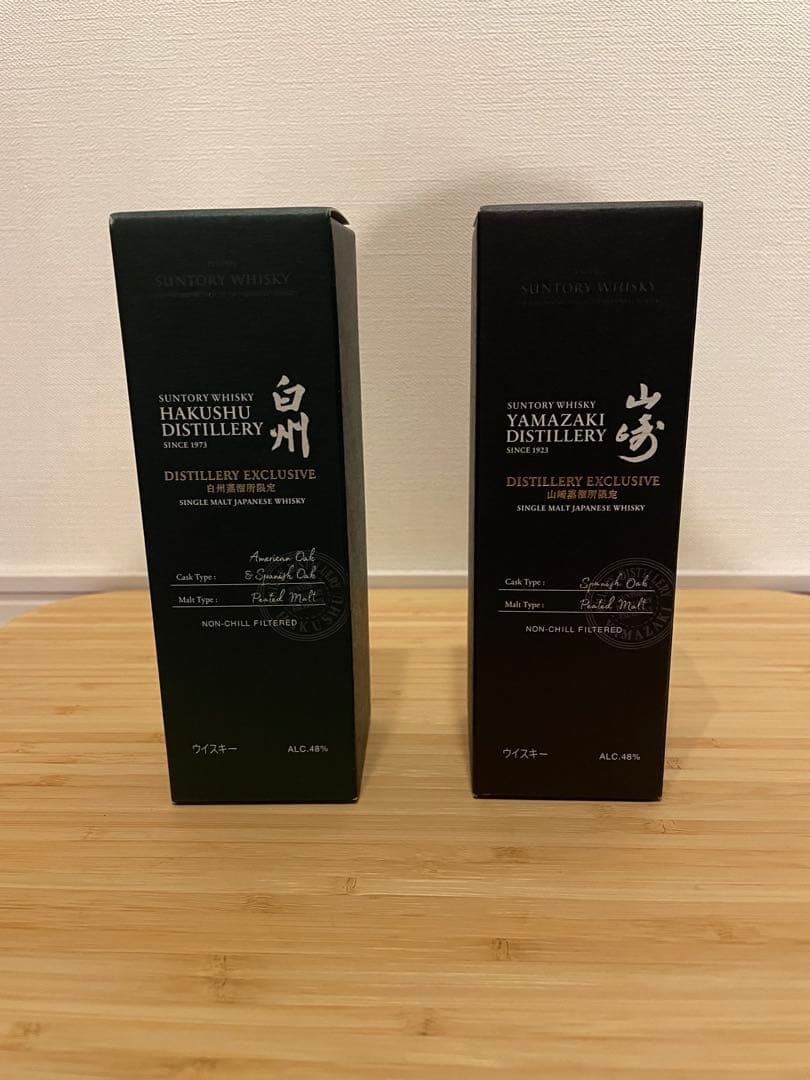 SUNTORY WHISKY
SUNTORY WHISKY
HAKUSHU
DISTILLERY
SINCE 1973
白州
DISTILLERY EXCLUSIVE
白州蒸溜所限定
SINGLE MALT JAPANESE WHISKY
American Oak
Cask Type : & Spanish Oak
Malt Type : Peated Malt
NON-CHILL FILTERED
ウイスキー ALC.48%
SUNTORY WHISKY
SUNTORY WHISKY
YAMAZAKI
DISTILLERY
SINCE 1923
山崎
DISTILLERY EXCLUSIVE
山崎蒸溜所限定
SINGLE MALT JAPANESE WHISKY
Cask Type : Spanish Oak
Malt Type : Peated Malt
DISTILLERY
YAMAZAKI
NON-CHILL FILTERED
ウイスキー ALC.48%